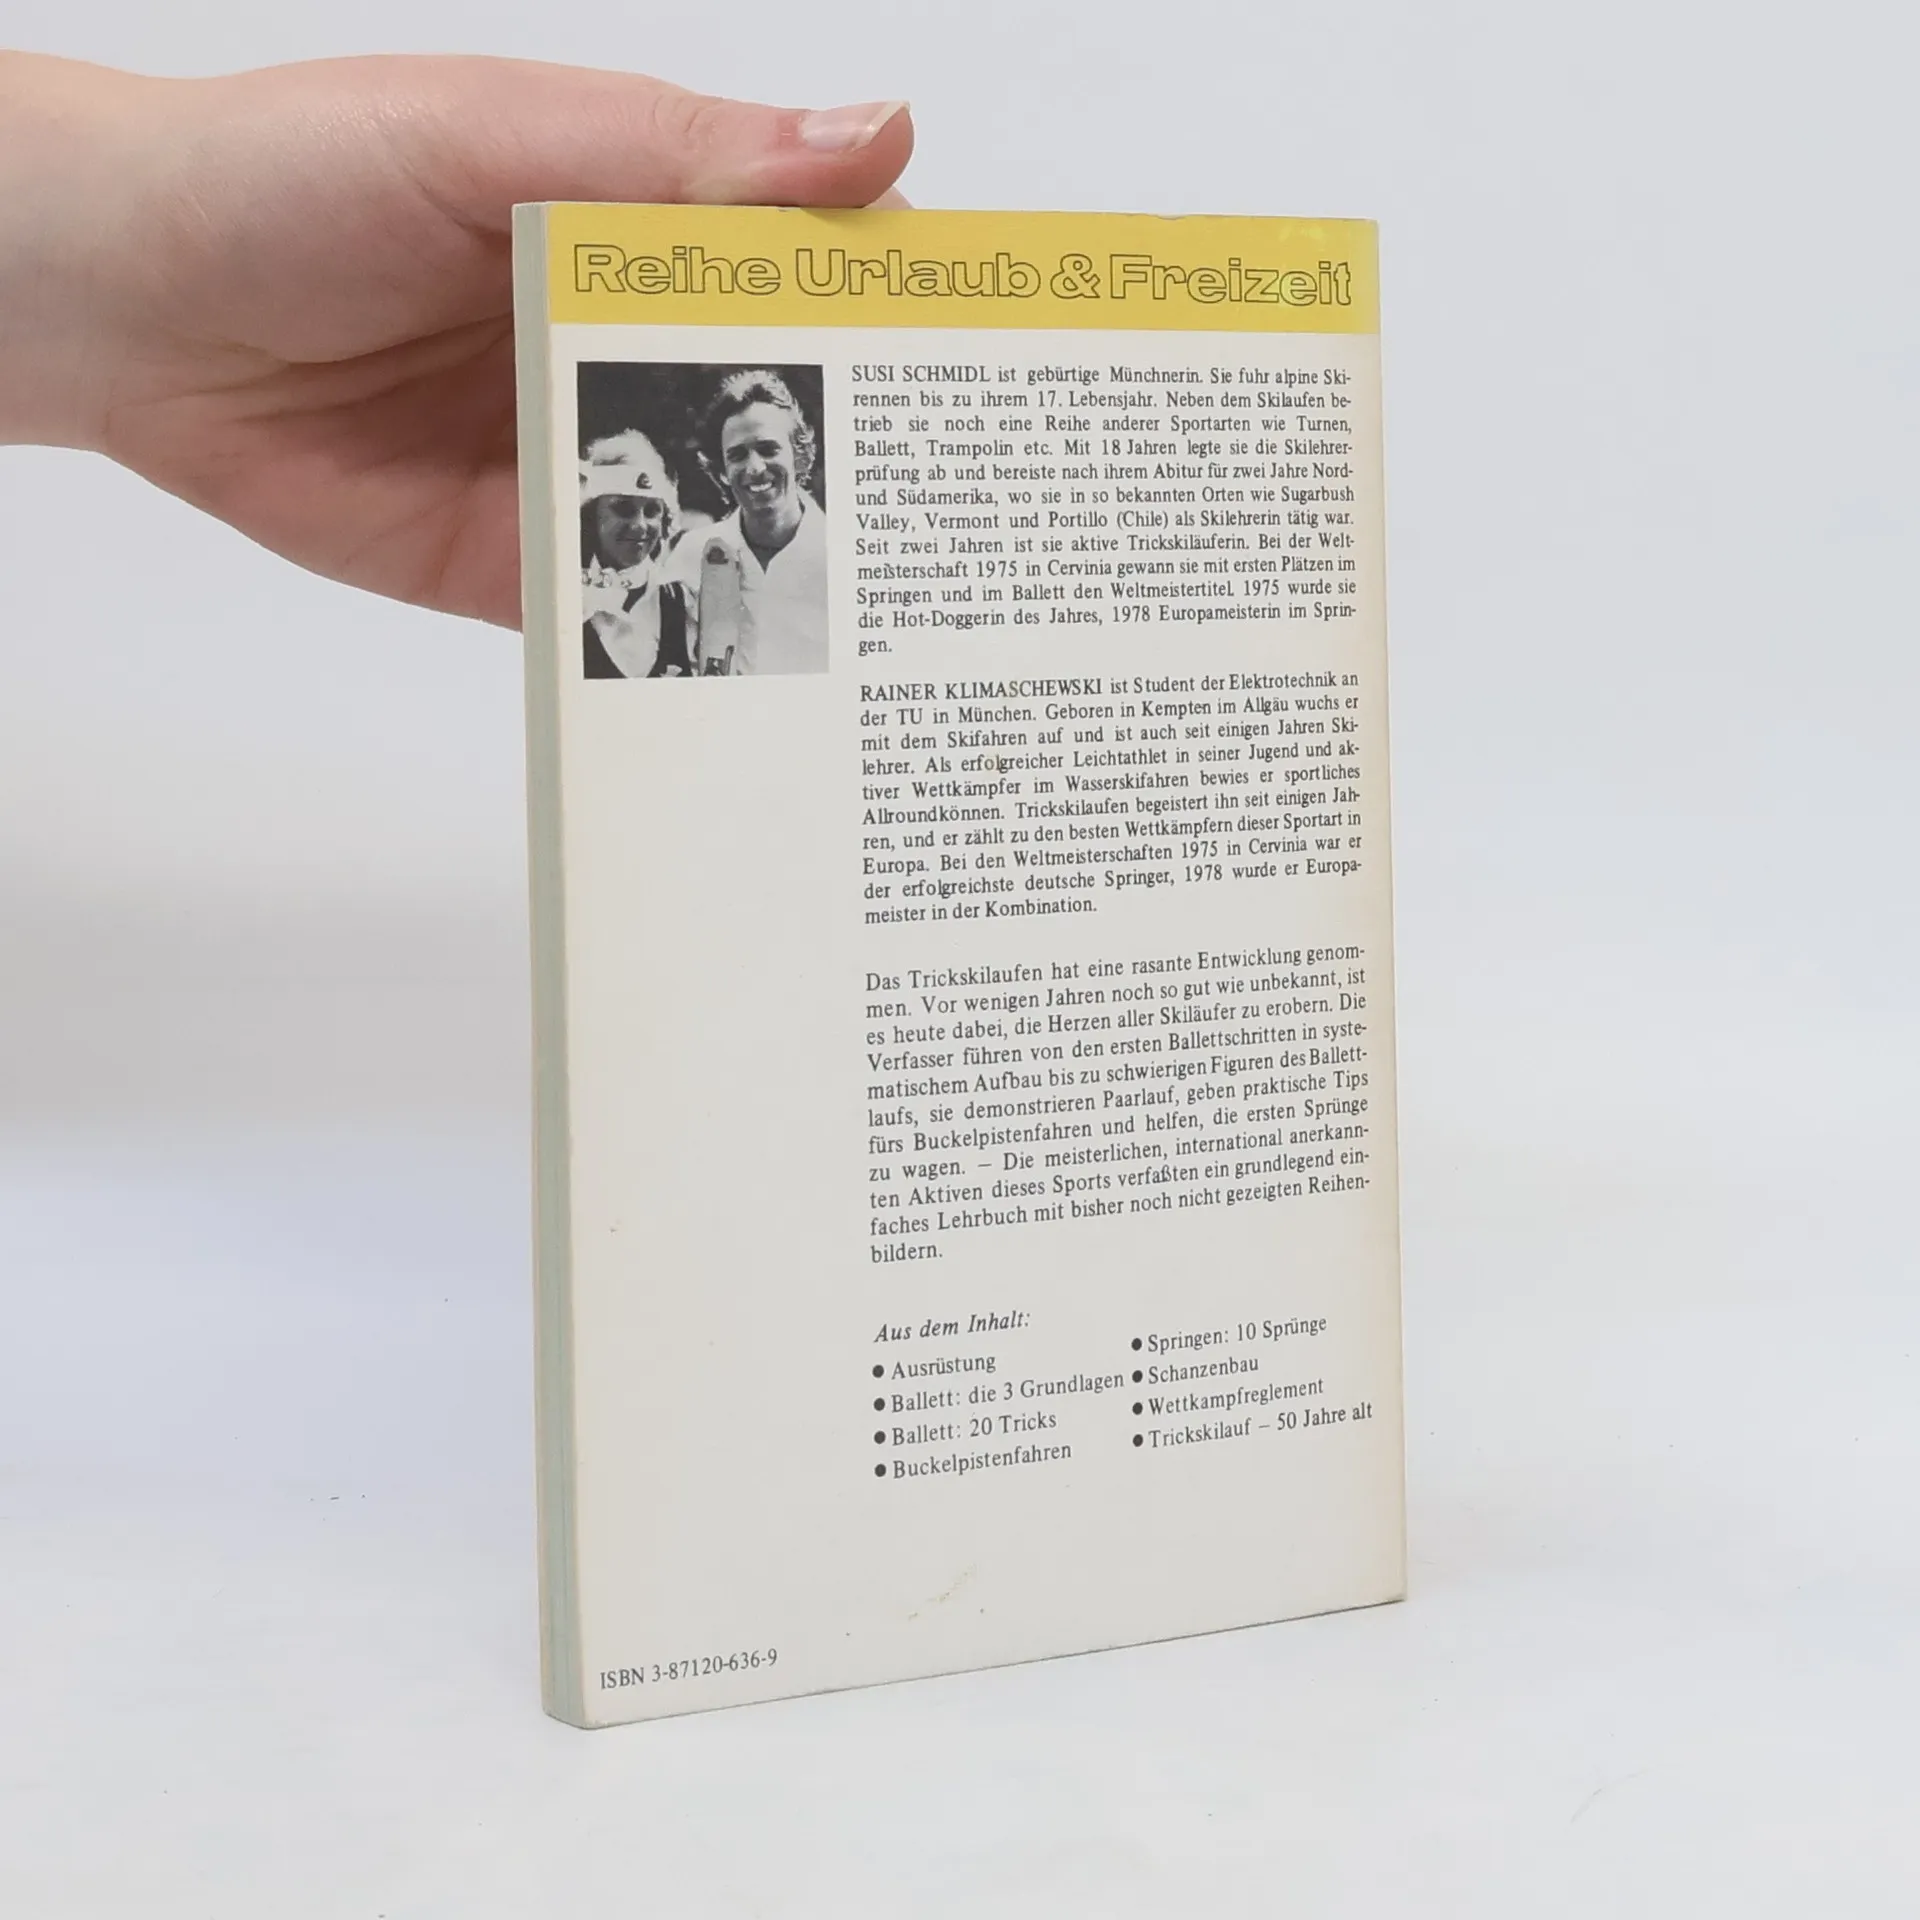 Reihe Urlaub & Freizeit
SUSI SCHMIDL ist gebürtige Münchnerin. Sie fuhr alpine Ski-
rennen bis zu ihrem 17. Lebensjahr. Neben dem Skilaufen be-
trieb sie noch eine Reihe anderer Sportarten wie Turnen,
Ballett, Trampolin etc. Mit 18 Jahren legte sie die Skilehrer-
prüfung ab und bereiste nach ihrem Abitur für zwei Jahre Nord-
und Südamerika, wo sie in so bekannten Orten wie Sugarbush
Valley, Vermont und Portillo (Chile) als Skilehrerin tätig war.
Seit zwei Jahren ist sie aktive Trickskiläuferin. Bei der Welt-
meisterschaft 1975 in Cervinia gewann sie mit ersten Plätzen im
Springen und im Ballett den Weltmeistertitel. 1975 wurde sie
die Hot-Doggerin des Jahres, 1978 Europameisterin im Sprin-
gen.
RAINER KLIMASCHEWSKI ist Student der Elektrotechnik an
der TU in München. Geboren in Kempten im Allgäu wuchs er
mit dem Skifahren auf und ist auch seit einigen Jahren Ski-
lehrer. Als erfolgreicher Leichtathlet in seiner Jugend und ak-
tiver Wettkämpfer im Wasserskifahren bewies er sportliches
Allroundkönnen. Trickskilaufen begeistert ihn seit einigen Jah-
ren, und er zählt zu den besten Wettkämpfern dieser Sportart in
Europa. Bei den Weltmeisterschaften 1975 in Cervinia war er
der erfolgreichste deutsche Springer, 1978 wurde er Europa-
meister in der Kombination.
Das Trickskilaufen hat eine rasante Entwicklung genom-
men. Vor wenigen Jahren noch so gut wie unbekannt, ist
es heute dabei, die Herzen aller Skiläufer zu erobern. Die
Verfasser führen von den ersten Ballettschritten in syste-
matischem Aufbau bis zu schwierigen Figuren des Ballett-
laufs, sie demonstrieren Paarlauf, geben praktische Tips
fürs Buckelpistenfahren und helfen, die ersten Sprünge
zu wagen. – Die meisterlichen, international anerkann-
ten Aktiven dieses Sports verfaßten ein grundlegend ein-
faches Lehrbuch mit bisher noch nicht gezeigten Reihen-
bildern.
Aus dem Inhalt:
● Ausrüstung
● Ballett: die 3 Grundlagen
● Ballett: 20 Tricks
● Buckelpistenfahren
● Springen: 10 Sprünge
● Schanzenbau
● Wettkampfreglement
● Trickskilauf – 50 Jahre alt
ISBN 3-87120-636-9